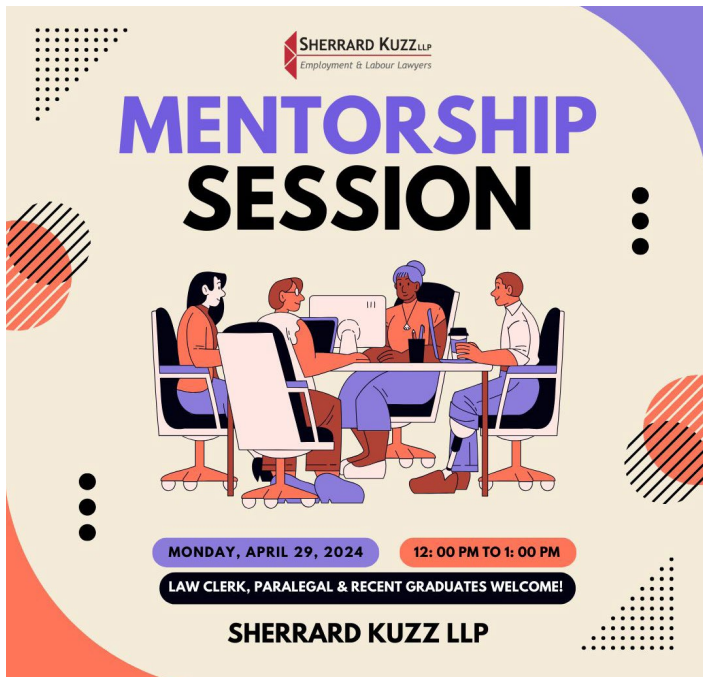 SHERRARD KUZZ LLP
Employment & Labour Lawyers
MENTORSHIP
SESSION
MONDAY, APRIL 29, 2024
12: 00 PM TO 1: 00 PM
LAW CLERK, PARALEGAL & RECENT GRADUATES WELCOME!
SHERRARD KUZZ LLP